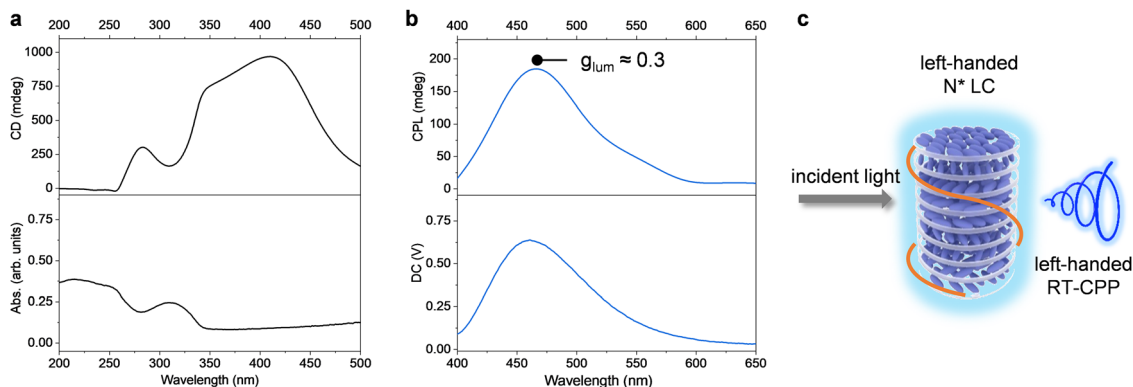 a
200 250 300 350 400 450 500
CD (mdeg)
1000
750
500
250
0
Abs. (arb. units)
0.75
0.50
0.25
0.00
200 250 300 350 400 450 500
Wavelength (nm)
b
400 450 500 550 600 650
CPL (mdeg)
200
150
100
50
0
glum ≈ 0.3
DC (V)
0.75
0.50
0.25
0.00
400 450 500 550 600 650
Wavelength (nm)
c
left-handed
N* LC
incident light
left-handed
RT-CPP